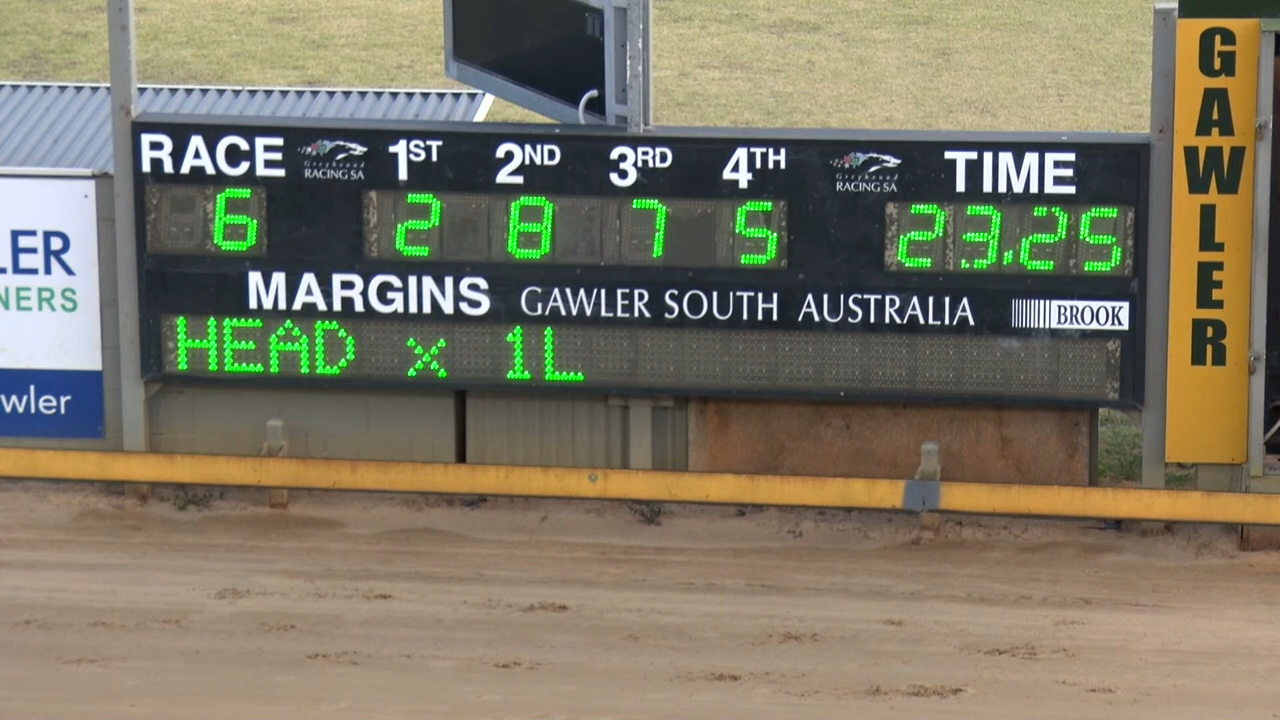 RACE Greyhound RACING SA 1ST 2ND 3RD 4TH Greyhound RACING SA TIME
6 2 8 7 5 23.25
MARGINS GAWLER SOUTH AUSTRALIA BROOK
HEAD x 1L
GAWLER
LER
NERS
wler